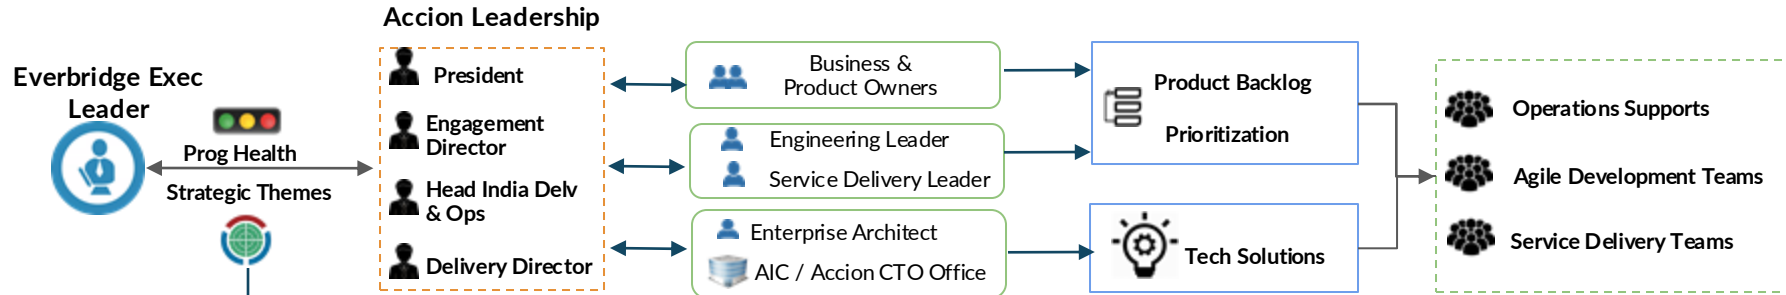 Accion Leadership
Everbridge Exec
Leader
Prog Health
Strategic Themes
President
Engagement
Director
Head India Delv
& Ops
Delivery Director
Business &
Product Owners
Engineering Leader
Service Delivery Leader
Enterprise Architect
AIC / Accion CTO Office
Product Backlog
Prioritization
Tech Solutions
Operations Supports
Agile Development Teams
Service Delivery Teams